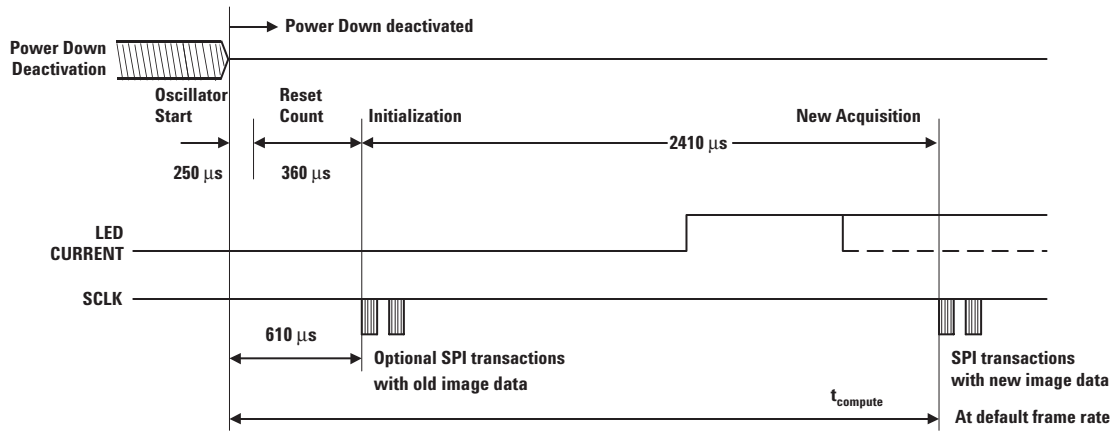 Power Down deactivated
Power Down
Deactivation
Oscillator
Start
Reset
Count
Initialization
New Acquisition
250 μs
360 μs
2410 μs
LED
CURRENT
SCLK
610 μs
Optional SPI transactions
with old image data
SPI transactions
with new image data
tcompute
At default frame rate